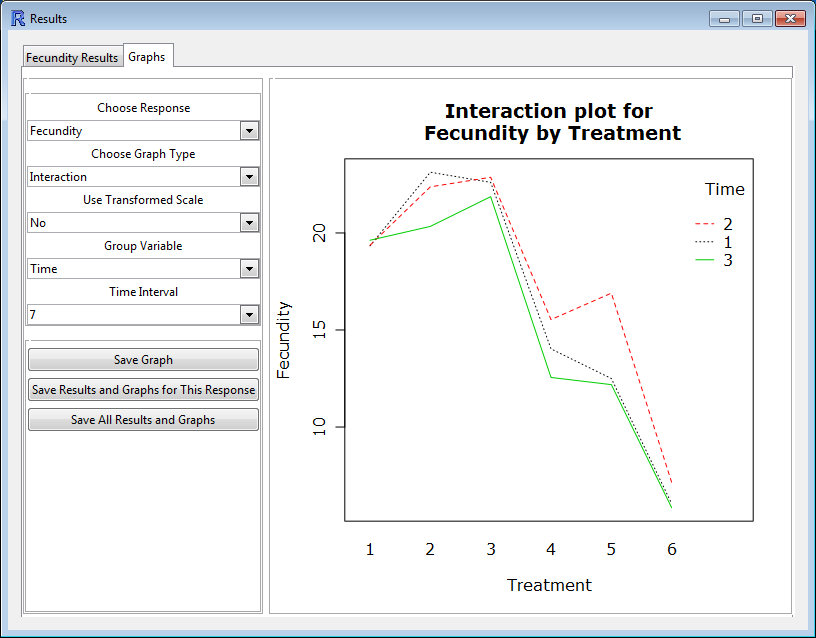 Results
Fecundity Results
Graphs
Choose Response
Fecundity
Choose Graph Type
Interaction
Use Transformed Scale
No
Group Variable
Time
Time Interval
7
Save Graph
Save Results and Graphs for This Response
Save All Results and Graphs
Interaction plot for
Fecundity by Treatment
Time
2
1
3
Fecundity
20
15
10
1 2 3 4 5 6
Treatment